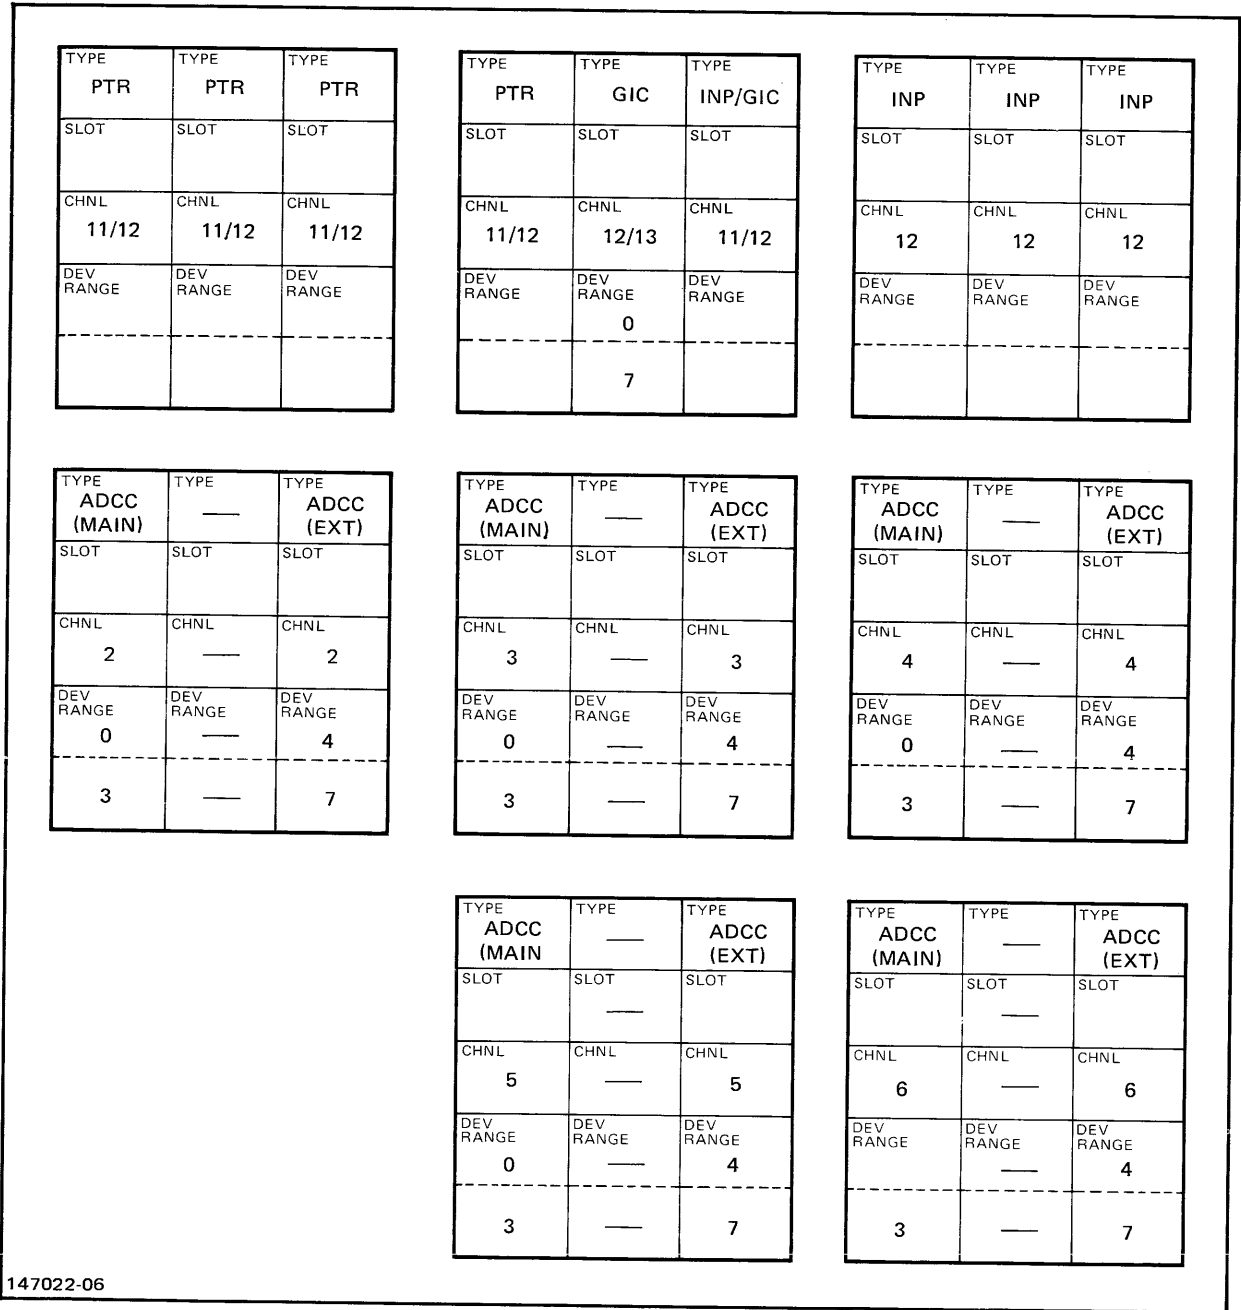 TYPE TYPE TYPE
PTR PTR PTR
SLOT SLOT SLOT
CHNL CHNL CHNL
11/12 11/12 11/12
DEV DEV DEV
RANGE RANGE RANGE
TYPE TYPE TYPE
PTR GIC INP/GIC
SLOT SLOT SLOT
CHNL CHNL CHNL
11/12 12/13 11/12
DEV DEV DEV
RANGE RANGE RANGE
0
7
TYPE TYPE TYPE
INP INP INP
SLOT SLOT SLOT
CHNL CHNL CHNL
12 12 12
DEV DEV DEV
RANGE RANGE RANGE
TYPE TYPE TYPE
ADCC — ADCC
(MAIN) (EXT)
SLOT SLOT SLOT
CHNL CHNL CHNL
2 — 2
DEV DEV DEV
RANGE RANGE RANGE
0 — 4
3 — 7
TYPE TYPE TYPE
ADCC — ADCC
(MAIN) (EXT)
SLOT SLOT SLOT
CHNL CHNL CHNL
3 — 3
DEV DEV DEV
RANGE RANGE RANGE
0 — 4
3 — 7
TYPE TYPE TYPE
ADCC — ADCC
(MAIN) (EXT)
SLOT SLOT SLOT
CHNL CHNL CHNL
4 — 4
DEV DEV DEV
RANGE RANGE RANGE
0 — 4
3 — 7
TYPE TYPE TYPE
ADCC — ADCC
(MAIN (EXT)
SLOT SLOT SLOT
—
CHNL CHNL CHNL
5 — 5
DEV DEV DEV
RANGE RANGE RANGE
0 — 4
3 — 7
TYPE TYPE TYPE
ADCC — ADCC
(MAIN) (EXT)
SLOT SLOT SLOT
—
CHNL CHNL CHNL
6 — 6
DEV DEV DEV
RANGE RANGE RANGE
— 4
3 — 7
147022-06